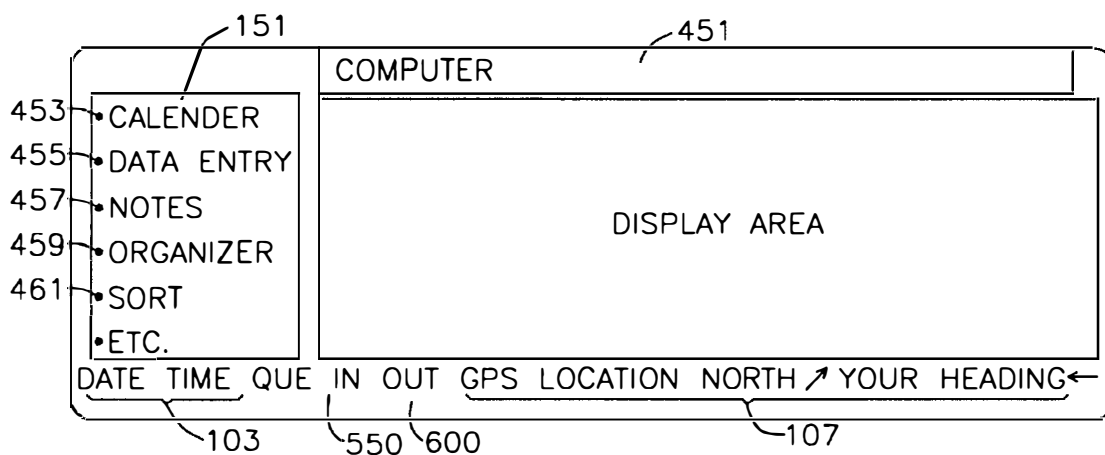 151
451
COMPUTER
453 • CALENDER
455 • DATA ENTRY
457 • NOTES
459 • ORGANIZER
461 • SORT
• ETC.
DISPLAY AREA
DATE TIME QUE IN OUT GPS LOCATION NORTH ↗ YOUR HEADING ←
103 550 600 107